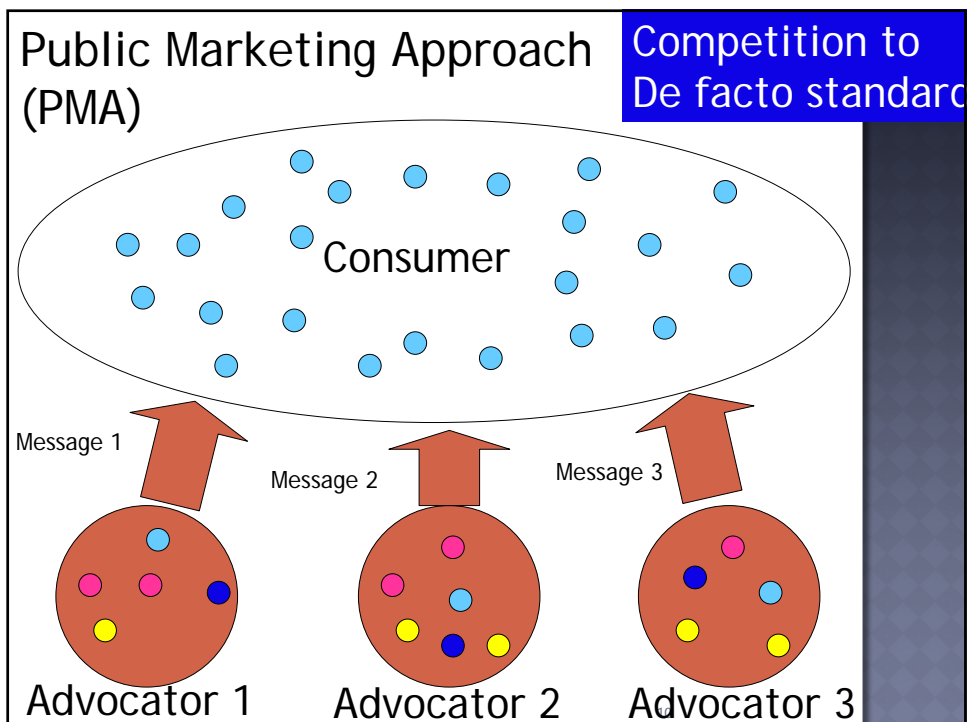 Public Marketing Approach
(PMA)
Competition to
De facto standard
Consumer
Message 1
Message 2
Message 3
Advocator 1
Advocator 2
Advocator 3